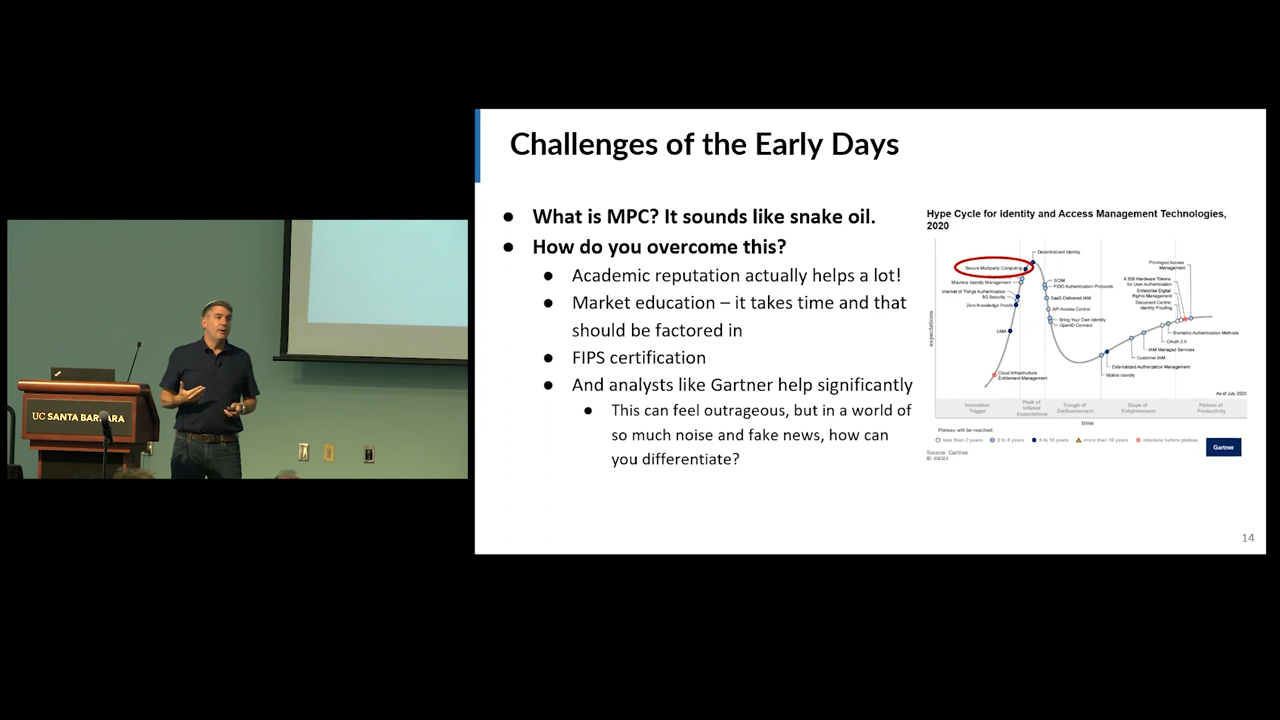 UC SANTA BARBARA
Challenges of the Early Days
● What is MPC? It sounds like snake oil.
● How do you overcome this?
● Academic reputation actually helps a lot!
● Market education – it takes time and that
should be factored in
● FIPS certification
● And analysts like Gartner help significantly
● This can feel outrageous, but in a world of
so much noise and fake news, how can
you differentiate?
Hype Cycle for Identity and Access Management Technologies,
2020
expectations
Decentralized Identity
Secure Multiparty Computing
Machine Identity Management
Internet of Things Authentication
5G Security
Zero-Knowledge Proofs
UMA
Cloud Infrastructure
Entitlement Management
SCIM
FIDO Authentication Protocols
SaaS-Delivered IAM
API Access Control
Bring Your Own Identity
OpenID Connect
Privileged Access
Management
X.509 Hardware Tokens
for User Authentication
Enterprise Digital
Rights Management
Document-Centric
Identity Proofing
Biometric Authentication Methods
OAuth 2.0
IAM Managed Services
Customer IAM
Externalized Authorization Management
Mobile Identity
As of July 2020
Innovation
Trigger
Peak of
Inflated
Expectations
Trough of
Disillusionment
Slope of
Enlightenment
Plateau of
Productivity
time
Plateau will be reached:
less than 2 years
2 to 5 years
5 to 10 years
more than 10 years
obsolete before plateau
Source: Gartner
Gartner
14